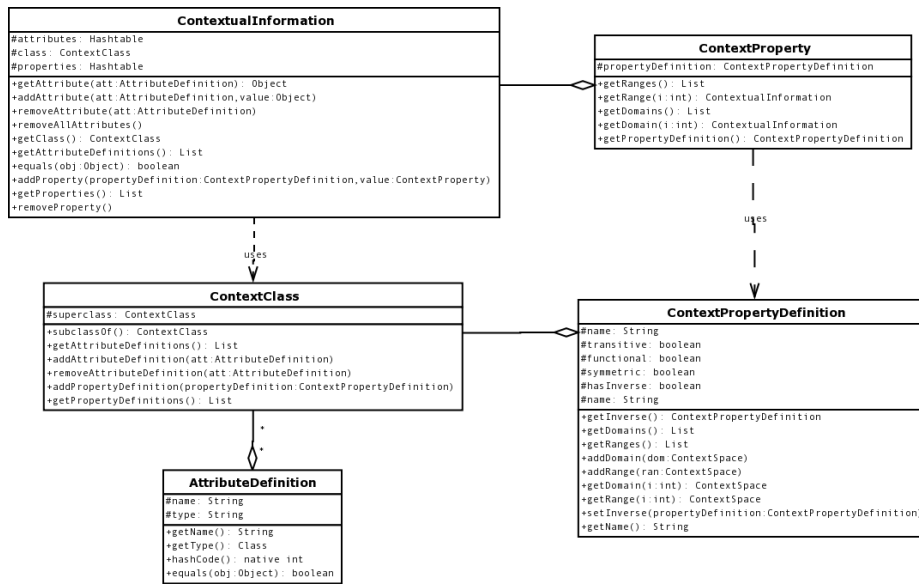 ContextualInformation
#attributes: Hashtable
#class: ContextClass
#properties: Hashtable
+getAttribute(att:AttributeDefinition): Object
+addAttribute(att:AttributeDefinition,value:Object)
+removeAttribute(att:AttributeDefinition)
+removeAllAttributes()
+getClass(): ContextClass
+getAttributeDefinitions(): List
+equals(obj:Object): boolean
+addProperty(propertyDefinition:ContextPropertyDefinition,value:ContextProperty)
+getProperties(): List
+removeProperty()
ContextProperty
#propertyDefinition: ContextPropertyDefinition
+getRanges(): List
+getRange(i:int): ContextualInformation
+getDomains(): List
+getDomain(i:int): ContextualInformation
+getPropertyDefinition(): ContextPropertyDefinition
uses
uses
ContextClass
#superclass: ContextClass
+subclassOf(): ContextClass
+getAttributeDefinitions(): List
+addAttributeDefinition(att:AttributeDefinition)
+removeAttributeDefinition(att:AttributeDefinition)
+addPropertyDefinition(propertyDefinition:ContextPropertyDefinition)
+getPropertyDefinitions(): List
ContextPropertyDefinition
#name: String
#transitive: boolean
#functional: boolean
#symmetric: boolean
#hasInverse: boolean
#name: String
+getInverse(): ContextPropertyDefinition
+getDomains(): List
+getRanges(): List
+addDomain(dom:ContextSpace)
+addRange(ran:ContextSpace)
+getDomain(i:int): ContextSpace
+getRange(i:int): ContextSpace
+setInverse(propertyDefinition:ContextPropertyDefinition)
+getName(): String
*
*
AttributeDefinition
#name: String
#type: String
+getName(): String
+getType(): Class
+hashCode(): native int
+equals(obj:Object): boolean